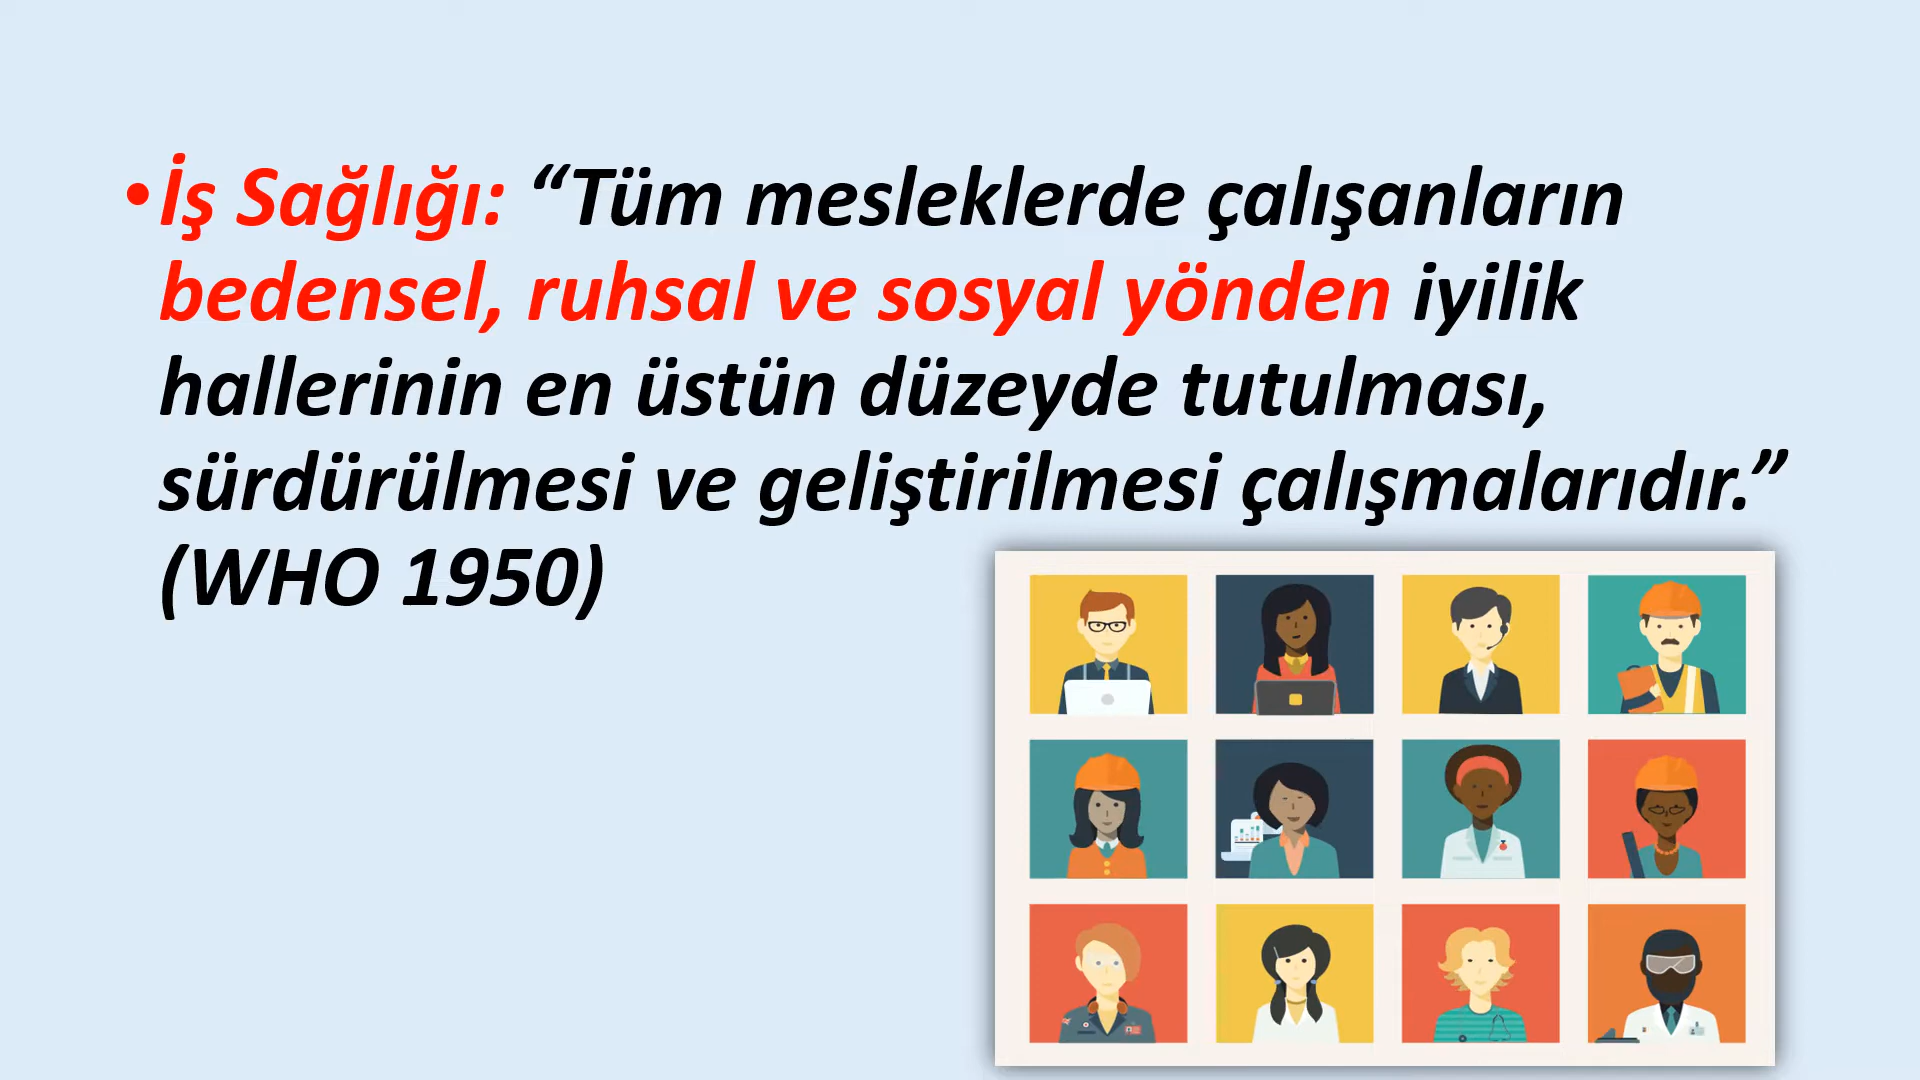 •İş Sağlığı: “Tüm mesleklerde çalışanların
bedensel, ruhsal ve sosyal yönden iyilik
hallerinin en üstün düzeyde tutulması,
sürdürülmesi ve geliştirilmesi çalışmalarıdır.”
(WHO 1950)